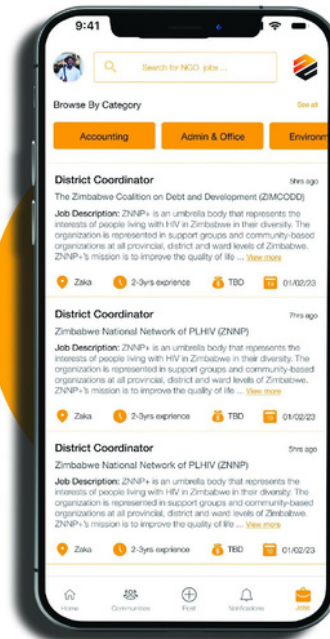 9:41
Search for NGO jobs ...
Browse By Category
See all
Accounting
Admin & Office
Environm
District Coordinator
5hrs ago
The Zimbabwe Coalition on Debt and Development (ZIMCODD)
Job Description: ZNNP+ is an umbrella body that represents the
interests of people living with HIV in Zimbabwe in their diversity. The
organization is represented in support groups and community-based
organizations at all provincial, district and ward levels of Zimbabwe.
ZNNP+'s mission is to improve the quality of life ... View more
Zaka
2-3yrs exprience
TBD
01/02/23
District Coordinator
7hrs ago
Zimbabwe National Network of PLHIV (ZNNP)
Job Description: ZNNP+ is an umbrella body that represents the
interests of people living with HIV in Zimbabwe in their diversity. The
organization is represented in support groups and community-based
organizations at all provincial, district and ward levels of Zimbabwe.
ZNNP+'s mission is to improve the quality of life ... View more
Zaka
2-3yrs exprience
TBD
01/02/23
District Coordinator
5hrs ago
Zimbabwe National Network of PLHIV (ZNNP)
Job Description: ZNNP+ is an umbrella body that represents the
interests of people living with HIV in Zimbabwe in their diversity. The
organization is represented in support groups and community-based
organizations at all provincial, district and ward levels of Zimbabwe.
ZNNP+'s mission is to improve the quality of life ... View more
Zaka
2-3yrs exprience
TBD
01/02/23
Home
Communities
Post
Notifications
Jobs